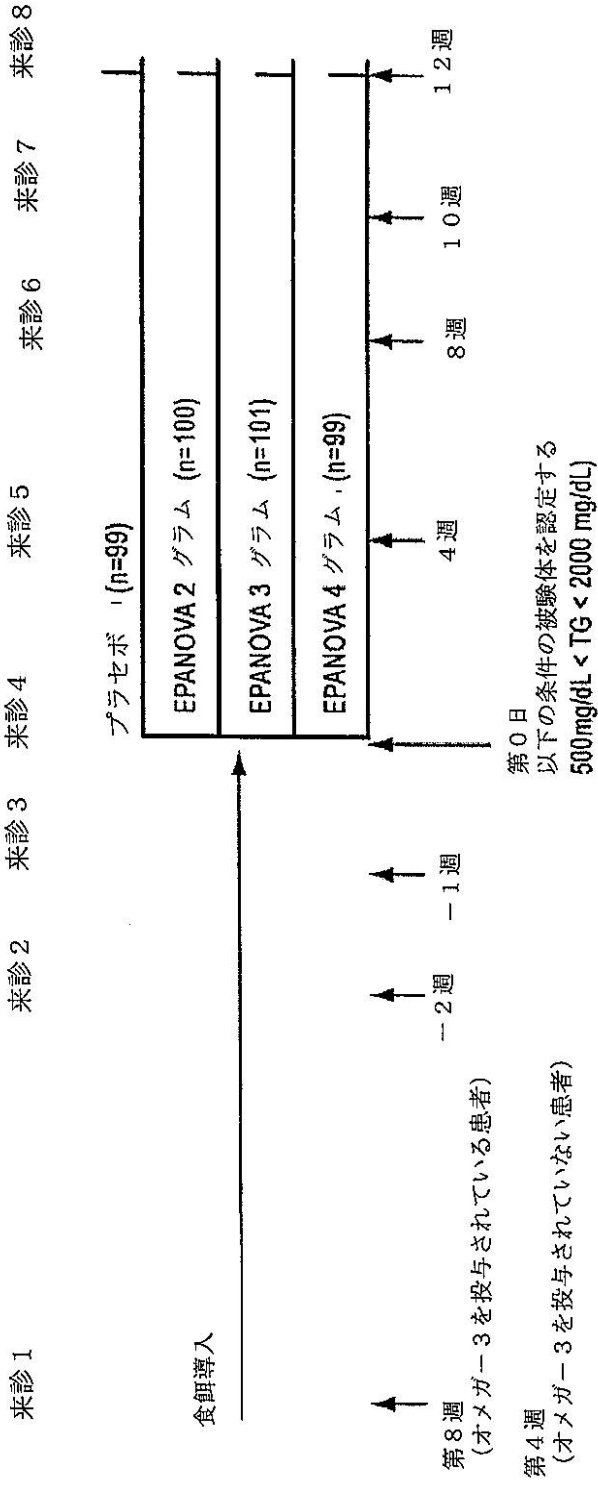 来診1
来診2
来診3
来診4
来診5
来診6
来診7
来診8
食餌導入
プラセボ (n=99)
EPANOVA 2 グラム (n=100)
EPANOVA 3 グラム (n=101)
EPANOVA 4 グラム (n=99)
第8週
(オメガー3を投与されている患者)
第4週
(オメガー3を投与されていない患者)
－2週
－1週
第0日
以下の条件の被験体を認定する
500mg/dL < TG < 2000 mg/dL)
4週
8週
10週
12週